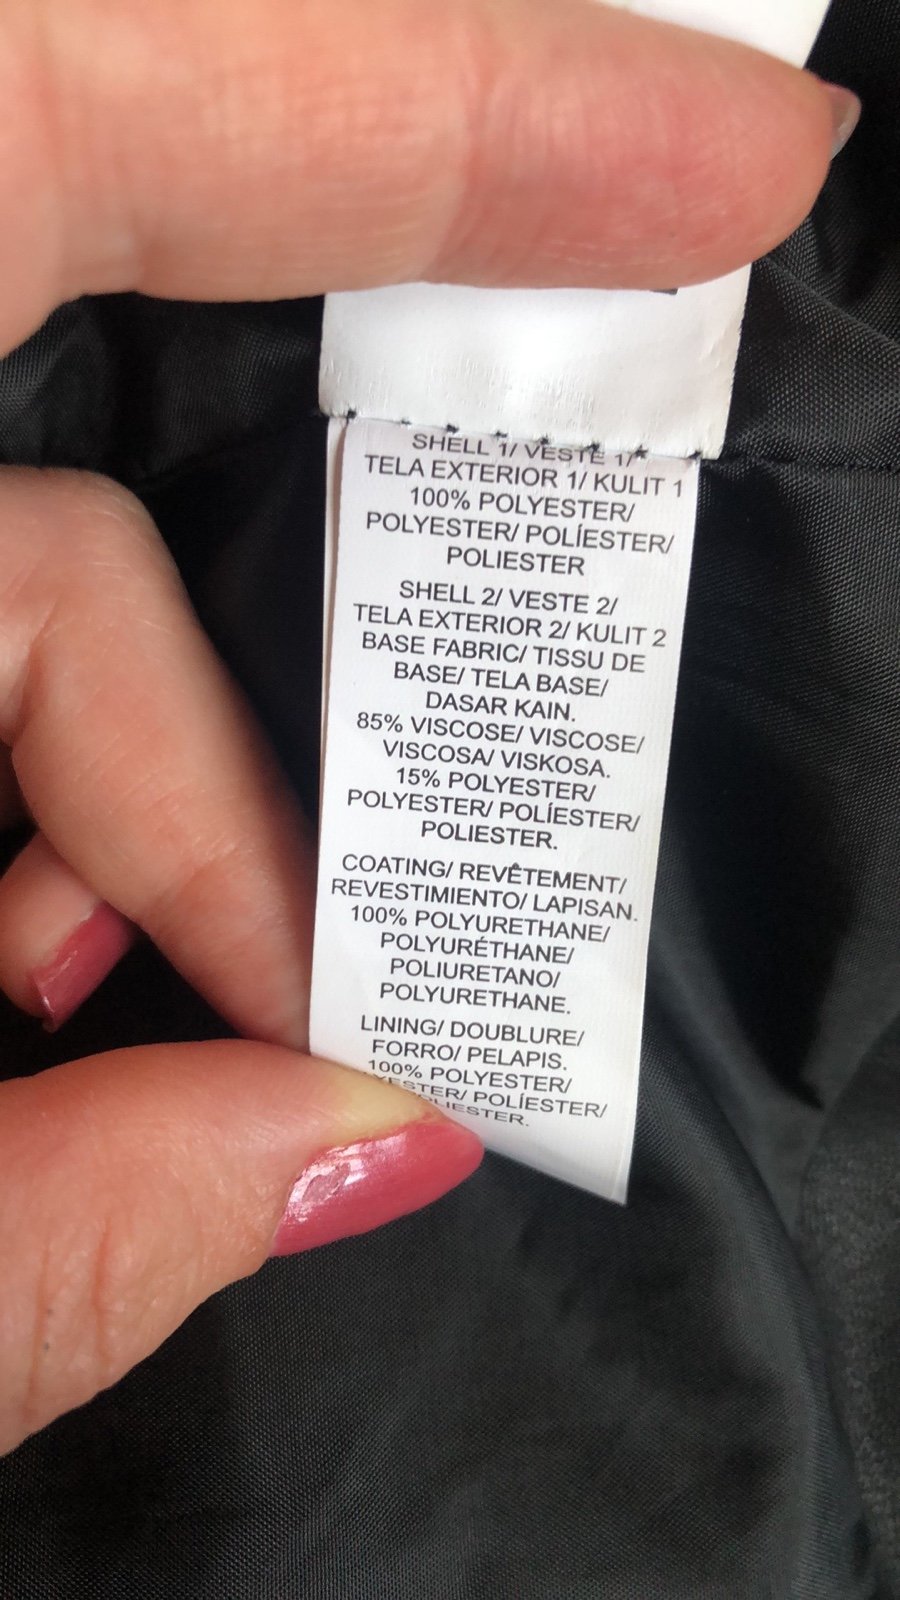 SHELL 1/ VESTE 1/
TELA EXTERIOR 1/ KULIT 1
100% POLYESTER/
POLYESTER/ POLÍESTER/
POLIESTER
SHELL 2/ VESTE 2/
TELA EXTERIOR 2/ KULIT 2
BASE FABRIC/ TISSU DE
BASE/ TELA BASE/
DASAR KAIN.
85% VISCOSE/ VISCOSE/
VISCOSA/ VISKOSA.
15% POLYESTER/
POLYESTER/ POLÍESTER/
POLIESTER.
COATING/ REVÊTEMENT/
REVESTIMIENTO/ LAPISAN.
100% POLYURETHANE/
POLYURÉTHANE/
POLIURETANO/
POLYURETHANE.
LINING/ DOUBLURE/
FORRO/ PELAPIS.
100% POLYESTER/
POLÍESTER/